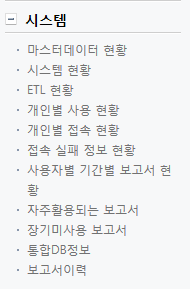 시스템
· 마스터데이터 현황
· 시스템 현황
· ETL 현황
· 개인별 사용 현황
· 개인별 접속 현황
· 접속 실패 정보 현황
· 사용자별 기간별 보고서 현
황
· 자주활용되는 보고서
· 장기미사용 보고서
· 통합DB정보
· 보고서이력